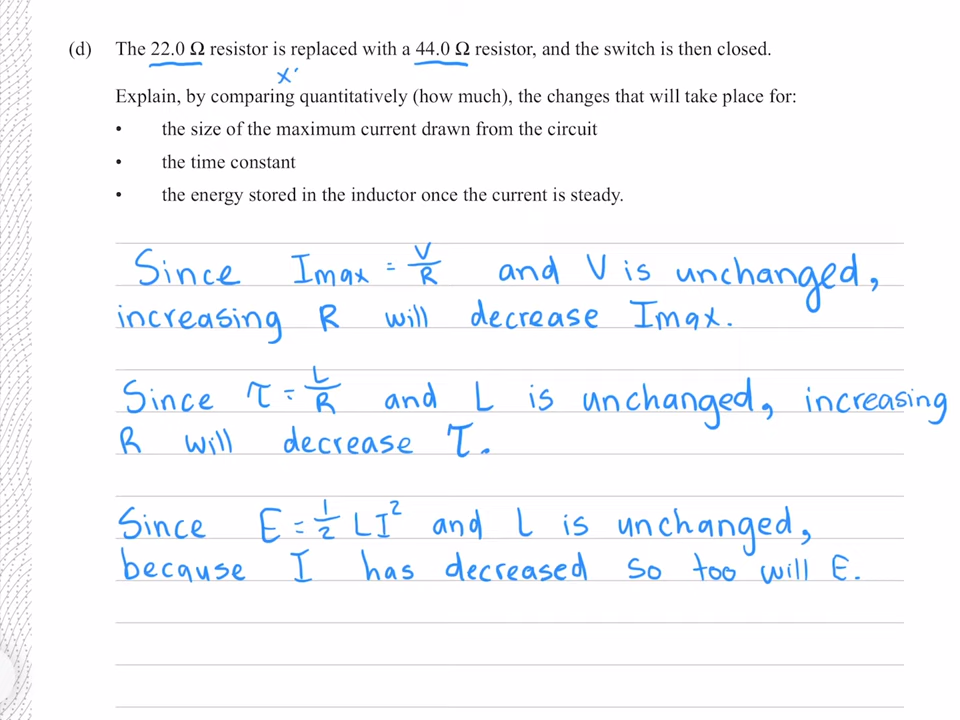 (d) The 22.0 Ω resistor is replaced with a 44.0 Ω resistor, and the switch is then closed.
Explain, by comparing quantitatively (how much), the changes that will take place for:
• the size of the maximum current drawn from the circuit
• the time constant
• the energy stored in the inductor once the current is steady.
Since Imax = V/R and V is unchanged,
increasing R will decrease Imax.
Since τ = L/R and L is unchanged, increasing
R will decrease τ.
Since E = 1/2 LI² and L is unchanged,
because I has decreased so too will E.